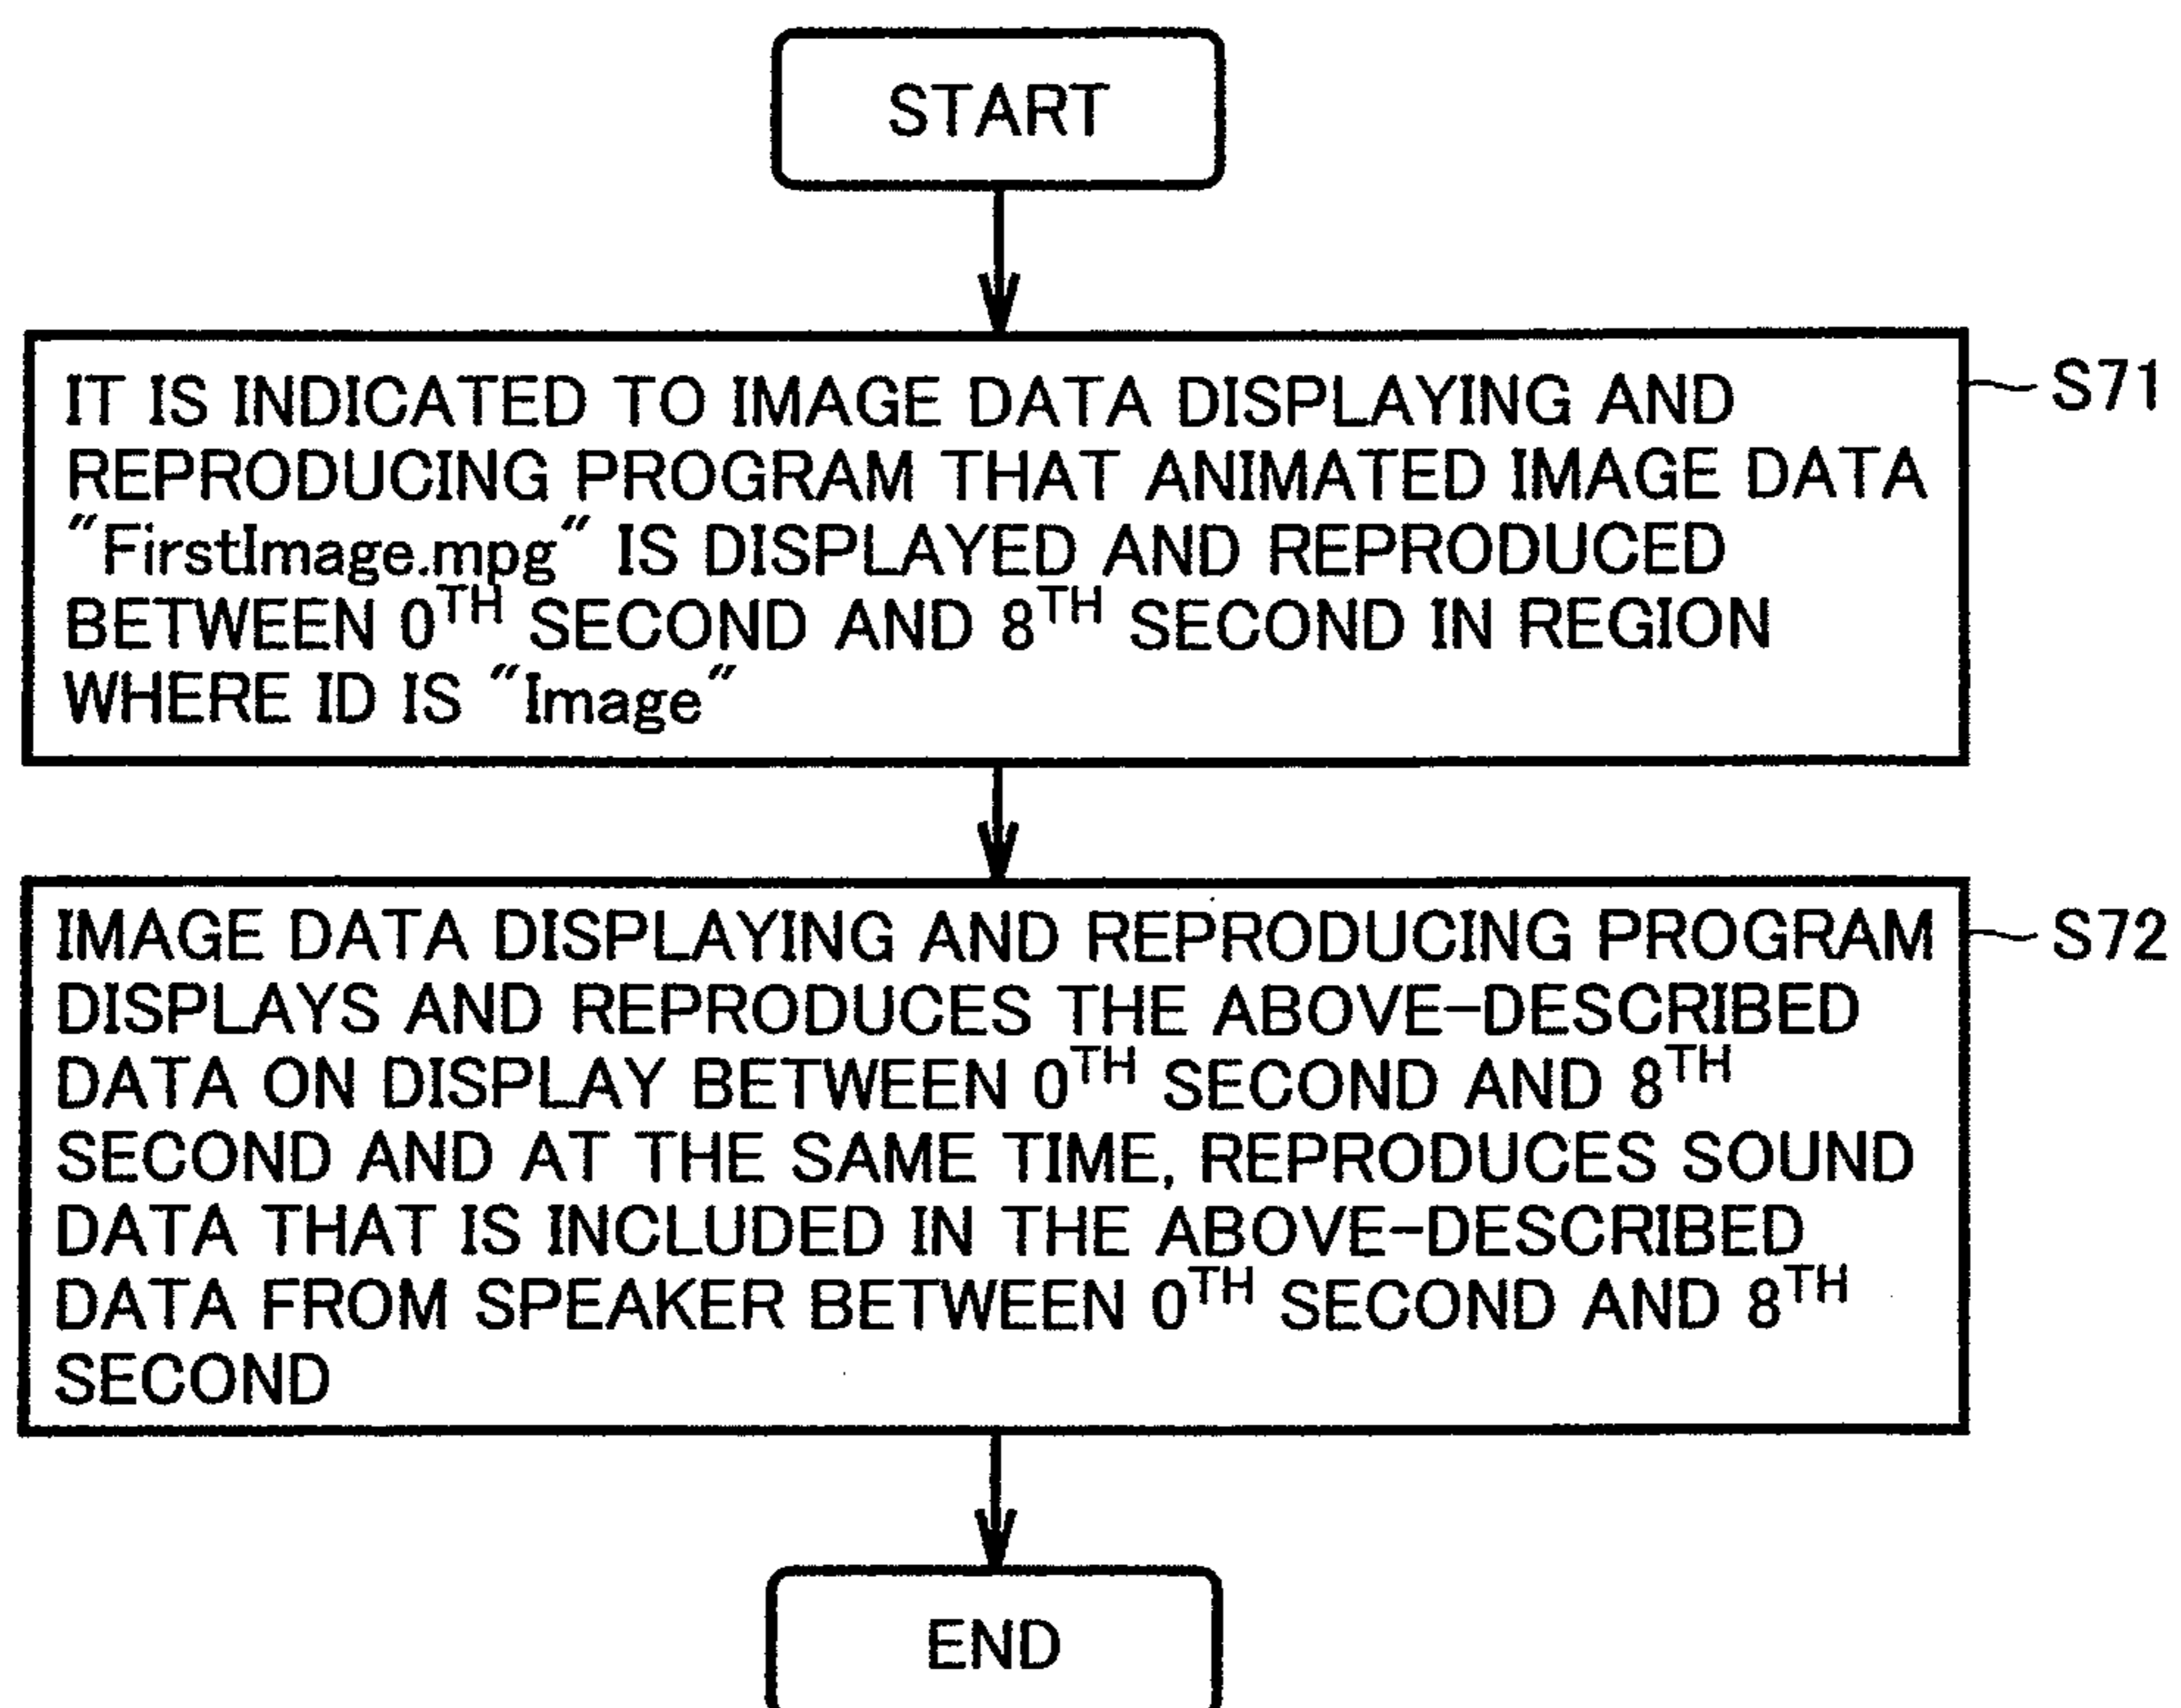 START
IT IS INDICATED TO IMAGE DATA DISPLAYING AND
REPRODUCING PROGRAM THAT ANIMATED IMAGE DATA
"FirstImage.mpg" IS DISPLAYED AND REPRODUCED
BETWEEN 0TH SECOND AND 8TH SECOND IN REGION
WHERE ID IS "Image"
S71
IMAGE DATA DISPLAYING AND REPRODUCING PROGRAM
DISPLAYS AND REPRODUCES THE ABOVE-DESCRIBED
DATA ON DISPLAY BETWEEN 0TH SECOND AND 8TH
SECOND AND AT THE SAME TIME, REPRODUCES SOUND
DATA THAT IS INCLUDED IN THE ABOVE-DESCRIBED
DATA FROM SPEAKER BETWEEN 0TH SECOND AND 8TH
SECOND
S72
END